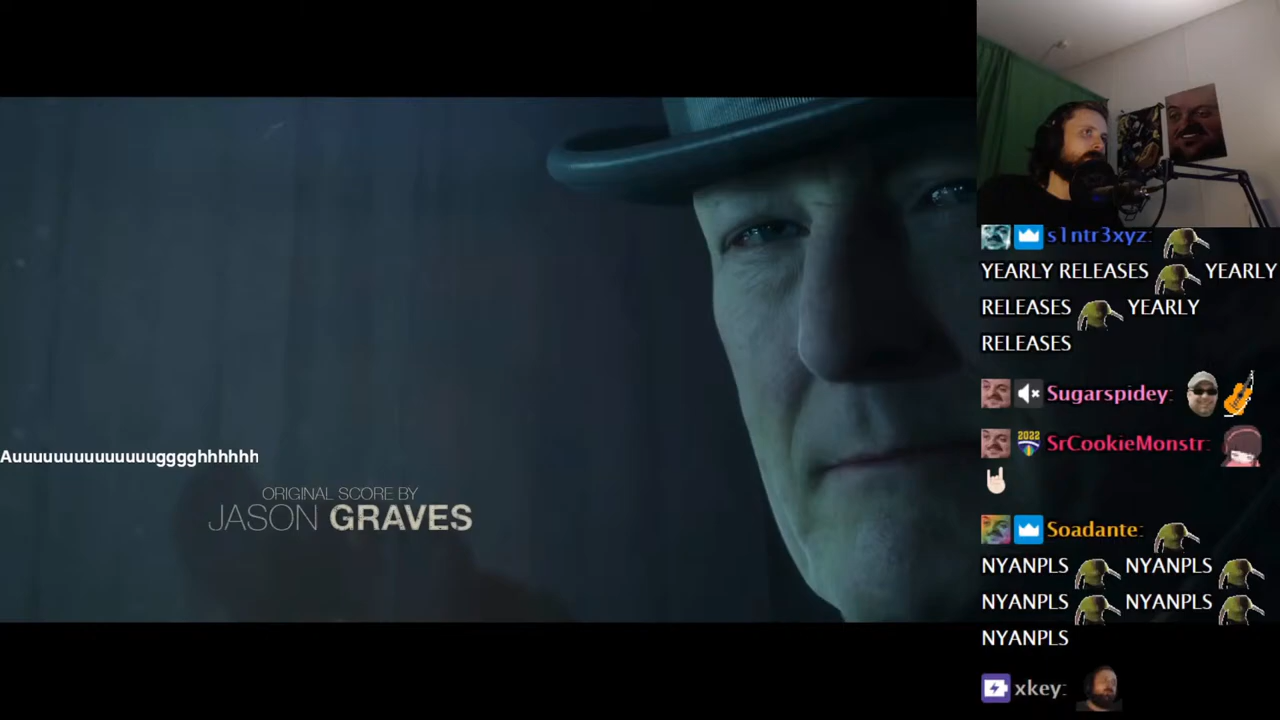 Auuuuuuuuuuuuuugggghhhhhh
ORIGINAL SCORE BY
JASON GRAVES
s1ntr3xyz:
YEARLY RELEASES YEARLY
RELEASES YEARLY
RELEASES
Sugarspidey:
2022 SrCookieMonstr:
Soadante:
NYANPLS NYANPLS
NYANPLS NYANPLS
NYANPLS
xkey: